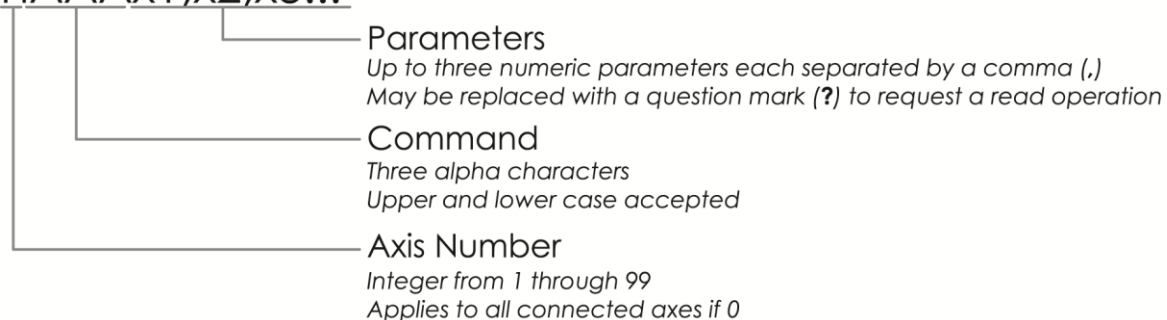 Parameters
Up to three numeric parameters each separated by a comma (,)
May be replaced with a question mark (?) to request a read operation
Command
Three alpha characters
Upper and lower case accepted
Axis Number
Integer from 1 through 99
Applies to all connected axes if 0